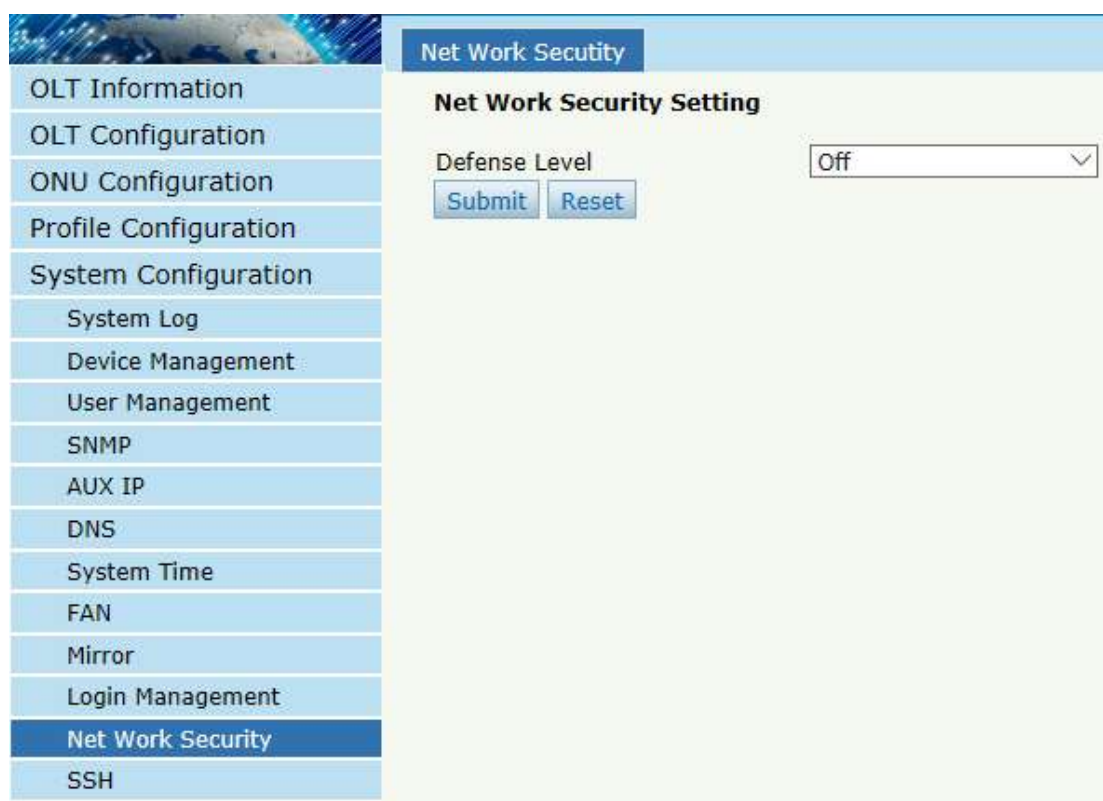 Net Work Secutity
OLT Information
OLT Configuration
ONU Configuration
Profile Configuration
System Configuration
System Log
Device Management
User Management
SNMP
AUX IP
DNS
System Time
FAN
Mirror
Login Management
Net Work Security
SSH
Net Work Security Setting
Defense Level Off
Submit Reset